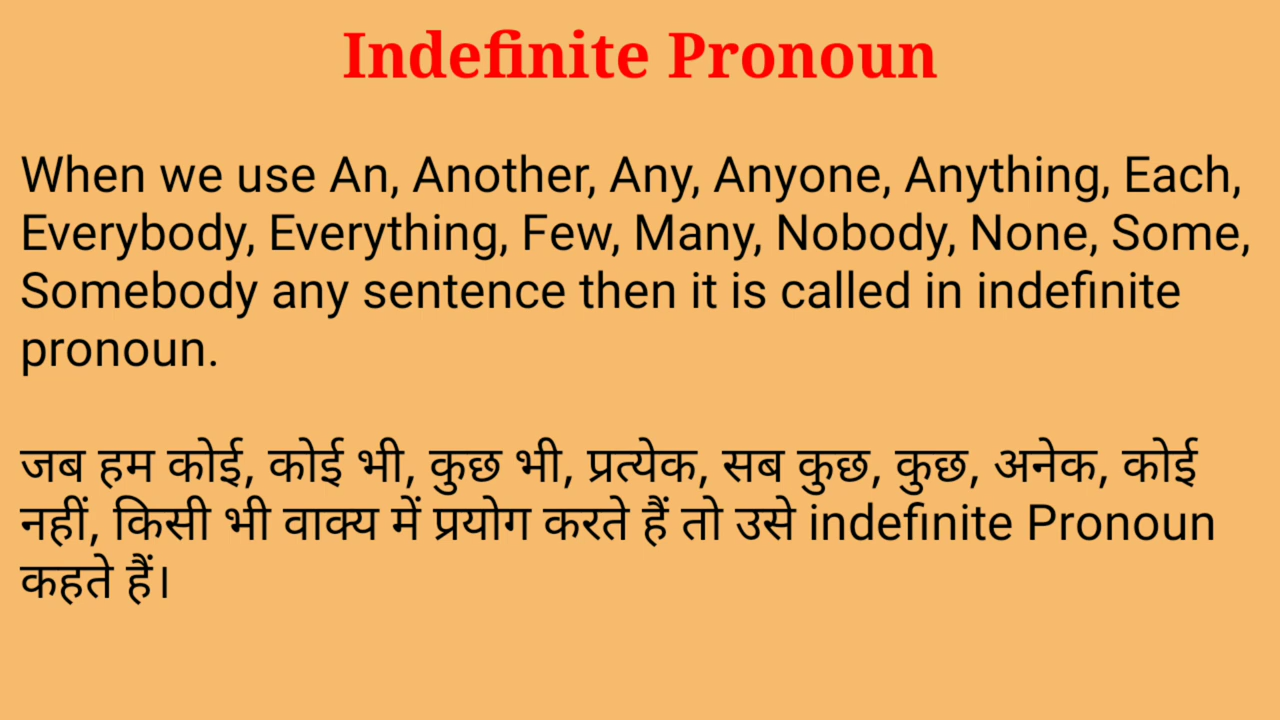 Indefinite Pronoun
When we use An, Another, Any, Anyone, Anything, Each,
Everybody, Everything, Few, Many, Nobody, None, Some,
Somebody any sentence then it is called in indefinite
pronoun.
जब हम कोई, कोई भी, कुछ भी, प्रत्येक, सब कुछ, कुछ, अनेक, कोई
नहीं, किसी भी वाक्य में प्रयोग करते हैं तो उसे indefinite Pronoun
कहते हैं।